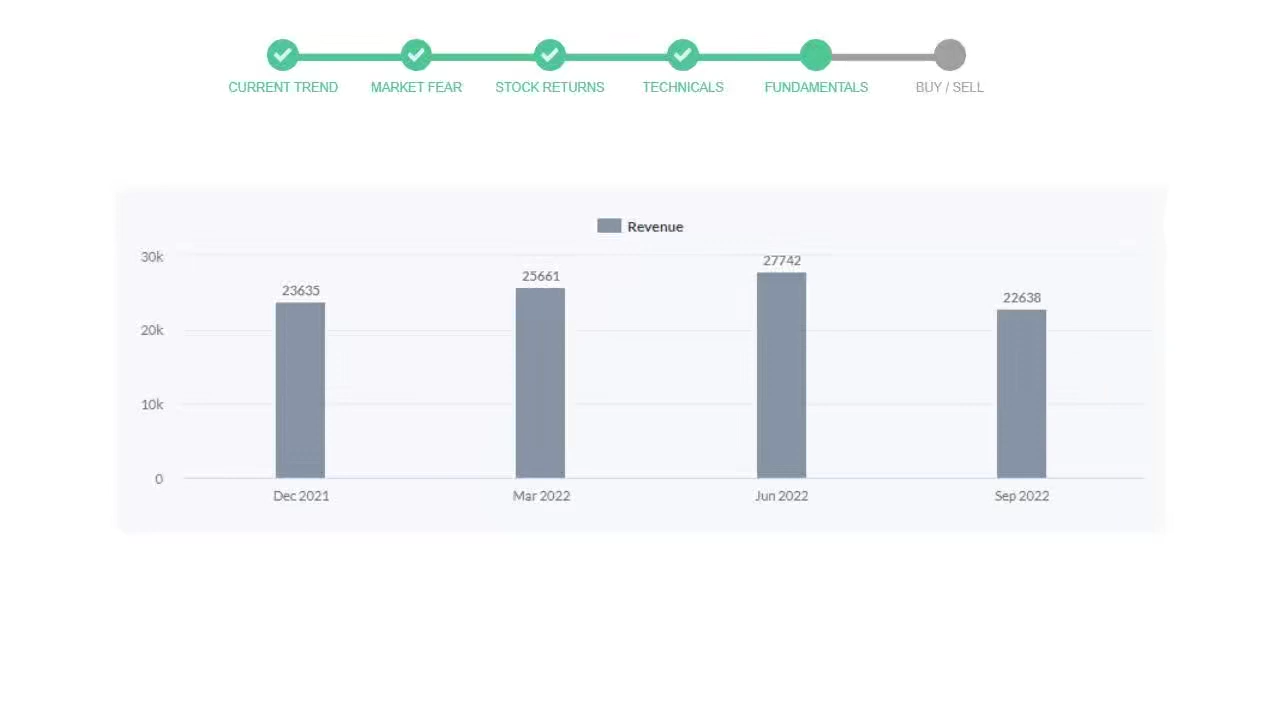 CURRENT TREND
MARKET FEAR
STOCK RETURNS
TECHNICALS
FUNDAMENTALS
BUY / SELL
Revenue
30k
20k
10k
0
23635
25661
27742
22638
Dec 2021
Mar 2022
Jun 2022
Sep 2022